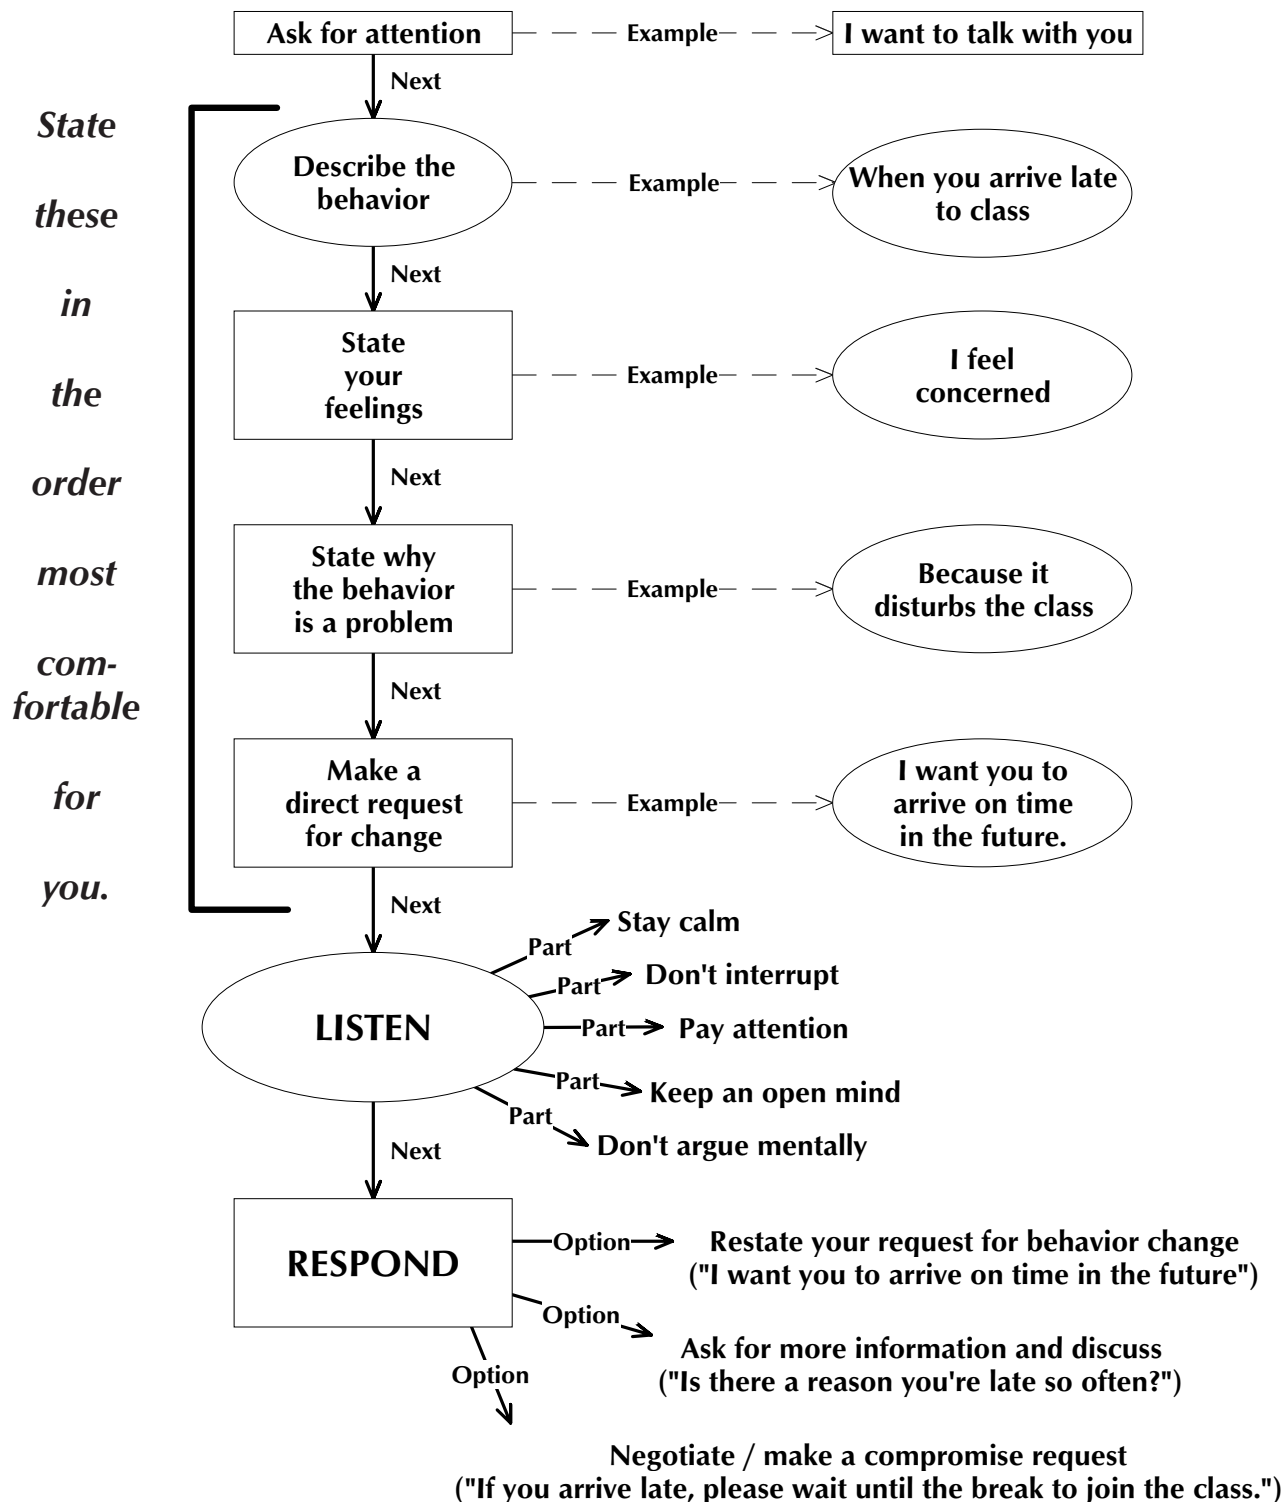 Ask for attention
Example
I want to talk with you
Next
State
these
in
the
order
most
com-
fortable
for
you.
Describe the
behavior
Example
When you arrive late
to class
Next
State
your
feelings
Example
I feel
concerned
Next
State why
the behavior
is a problem
Example
Because it
disturbs the class
Next
Make a
direct request
for change
Example
I want you to
arrive on time
in the future.
Next
LISTEN
Part
Stay calm
Part
Don't interrupt
Part
Pay attention
Part
Keep an open mind
Part
Don't argue mentally
Next
RESPOND
Option
Restate your request for behavior change
("I want you to arrive on time in the future")
Option
Ask for more information and discuss
("Is there a reason you're late so often?")
Option
Negotiate / make a compromise request
("If you arrive late, please wait until the break to join the class.")